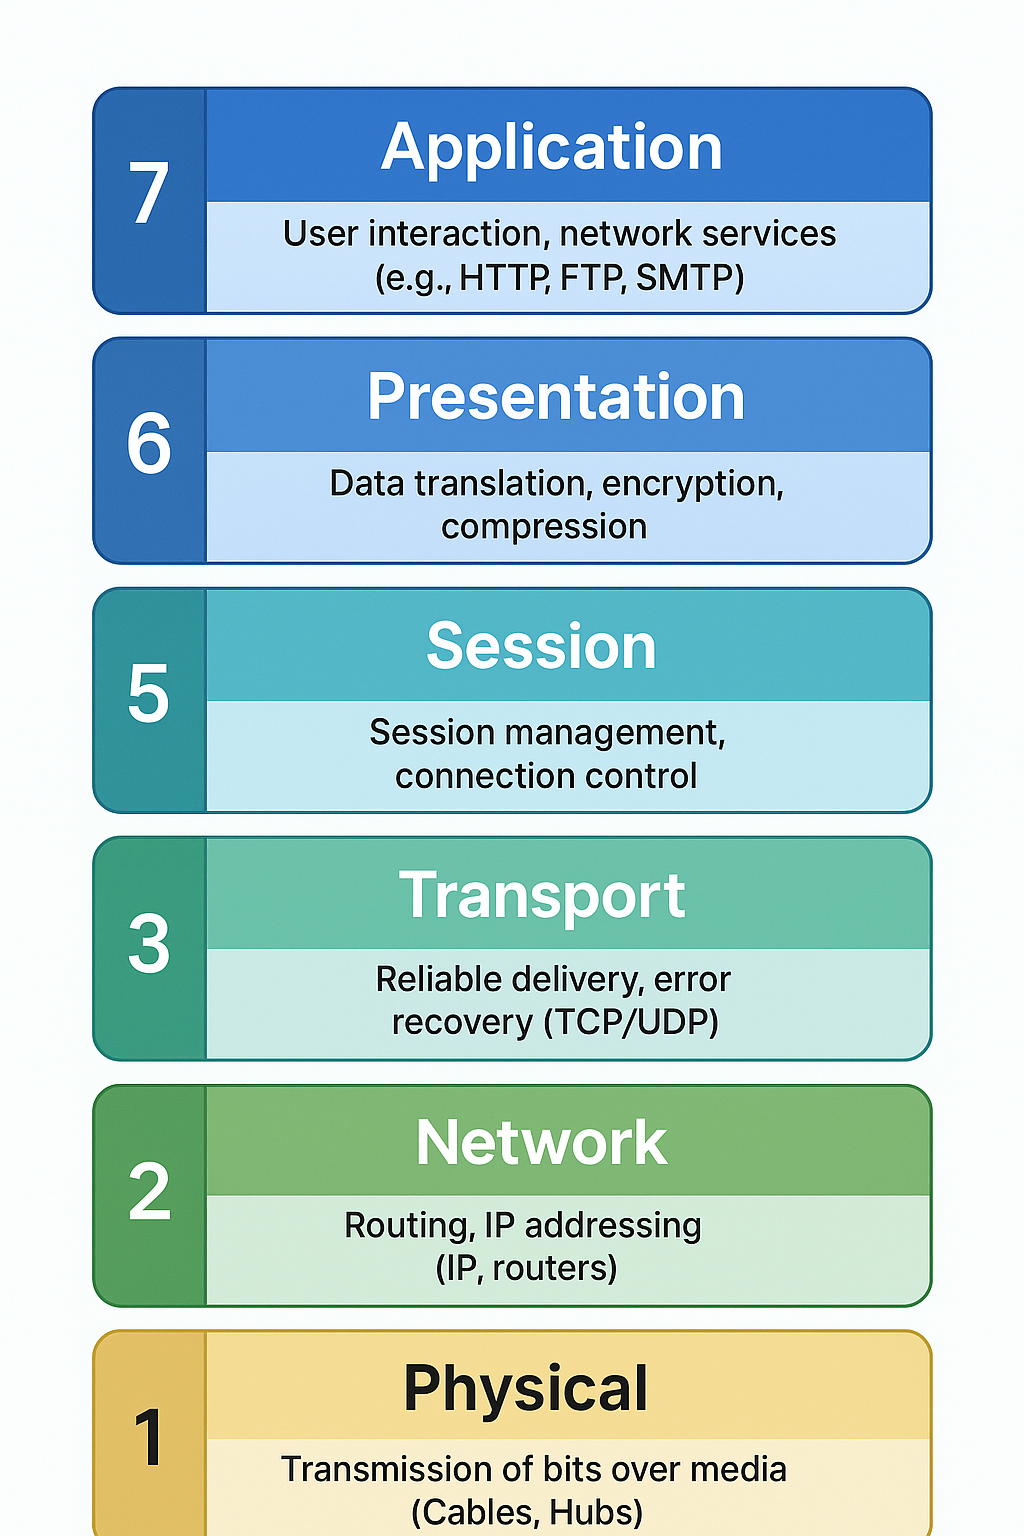 7
Application
User interaction, network services
(e.g., HTTP, FTP, SMTP)
6
Presentation
Data translation, encryption,
compression
5
Session
Session management,
connection control
3
Transport
Reliable delivery, error
recovery (TCP/UDP)
2
Network
Routing, IP addressing
(IP, routers)
1
Physical
Transmission of bits over media
(Cables, Hubs)